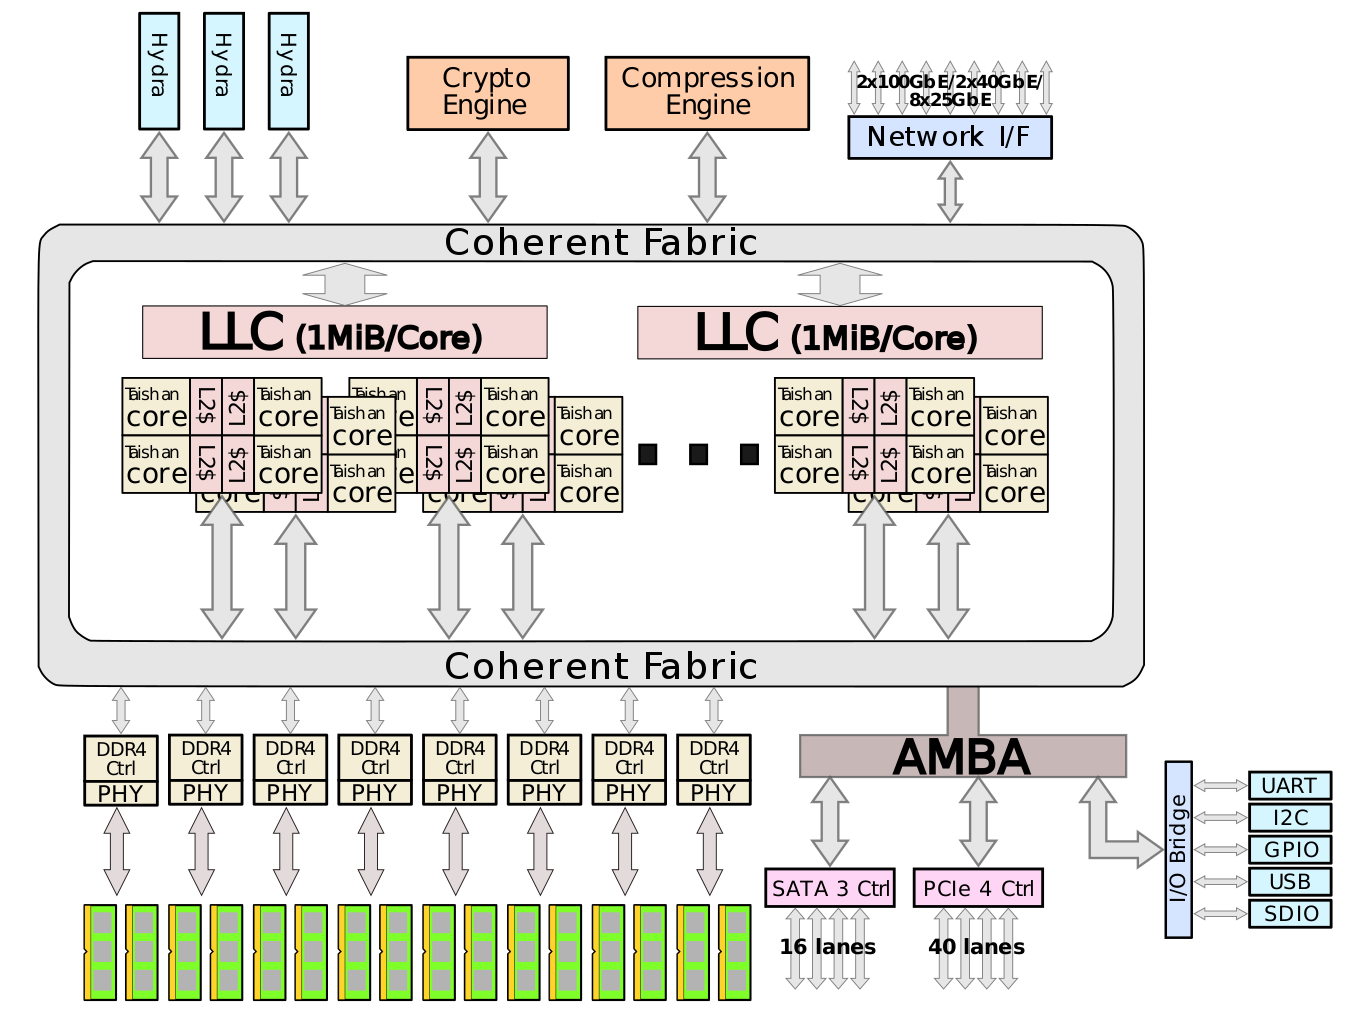 Hydra
Hydra
Hydra
Crypto
Engine
Compression
Engine
2x100GbE/2x40GbE/
8x25GbE
Network I/F
Coherent Fabric
LLC (1MiB/Core)
LLC (1MiB/Core)
Taishan
core
L2$
L2$
Taishan
core
Taishan
core
L2$
L2$
Taishan
core
Taishan
core
Taishan
core
core
L2$
L2$
Taishan
core
L2$
L2$
Taishan
core
Taishan
core
Taishan
core
Taishan
core
L2$
L2$
Taishan
core
Taishan
core
L2$
L2$
Taishan
core
Taishan
core
Taishan
core
Coherent Fabric
DDR4
Ctrl
PHY
DDR4
Ctrl
PHY
DDR4
Ctrl
PHY
DDR4
Ctrl
PHY
DDR4
Ctrl
PHY
DDR4
Ctrl
PHY
DDR4
Ctrl
PHY
DDR4
Ctrl
PHY
AMBA
SATA 3 Ctrl
16 lanes
PCIe 4 Ctrl
40 lanes
I/O Bridge
UART
I2C
GPIO
USB
SDIO